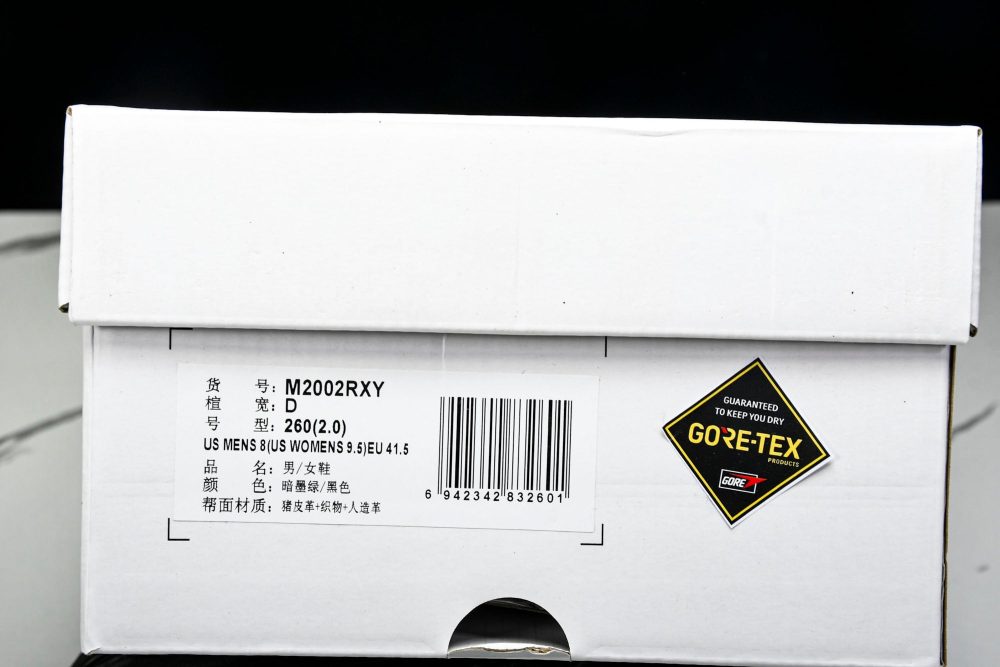 货 号: M2002RXY
楦 宽: D
号 型: 260(2.0)
US MENS 8(US WOMENS 9.5)EU 41.5
品 名: 男/女鞋
颜 色: 暗墨绿/黑色
帮面材质: 猪皮革+织物+人造革
6 942342 832601
GUARANTEED
TO KEEP YOU DRY
GORE-TEX
PRODUCTS
GORE